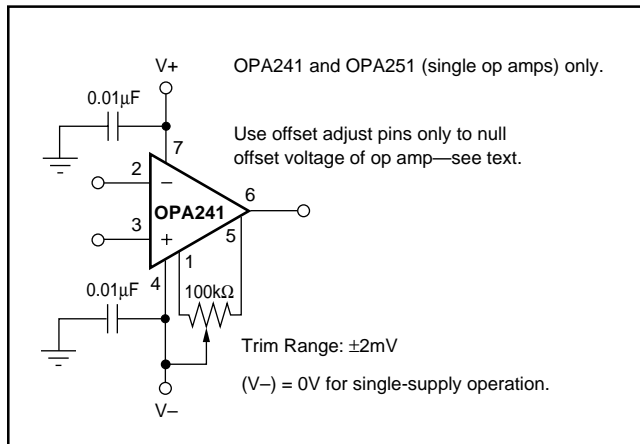 V+
OPA241 and OPA251 (single op amps) only.
0.01µF
Use offset adjust pins only to null
offset voltage of op amp—see text.
7
2
−
6
OPA241
3
+
5
1
4
0.01µF
100kΩ
Trim Range: ±2mV
(V–) = 0V for single-supply operation.
V–